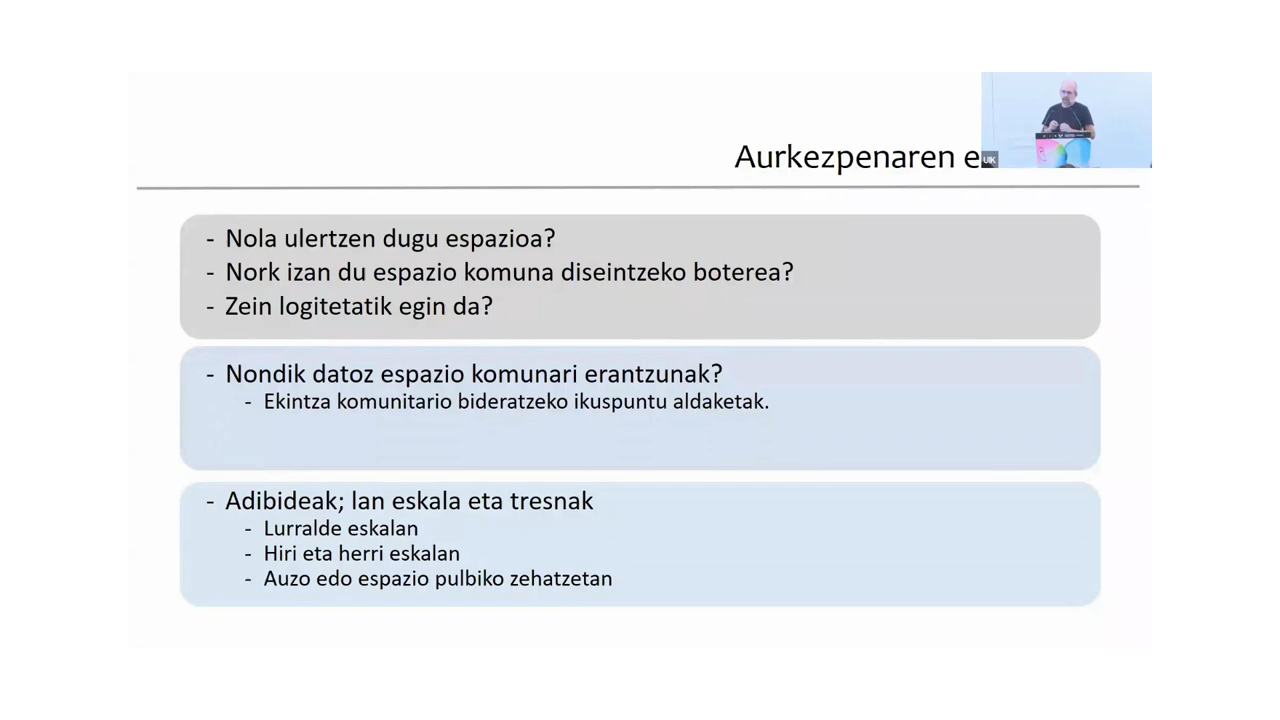 Aurkezpenaren e
UIK
- Nola ulertzen dugu espazioa?
- Nork izan du espazio komuna diseintzeko boterea?
- Zein logitetatik egin da?
- Nondik datoz espazio komunari erantzunak?
- Ekintza komunitario bideratzeko ikuspuntu aldaketak.
- Adibideak; lan eskala eta tresnak
- Lurralde eskalan
- Hiri eta herri eskalan
- Auzo edo espazio pulbiko zehatzetan